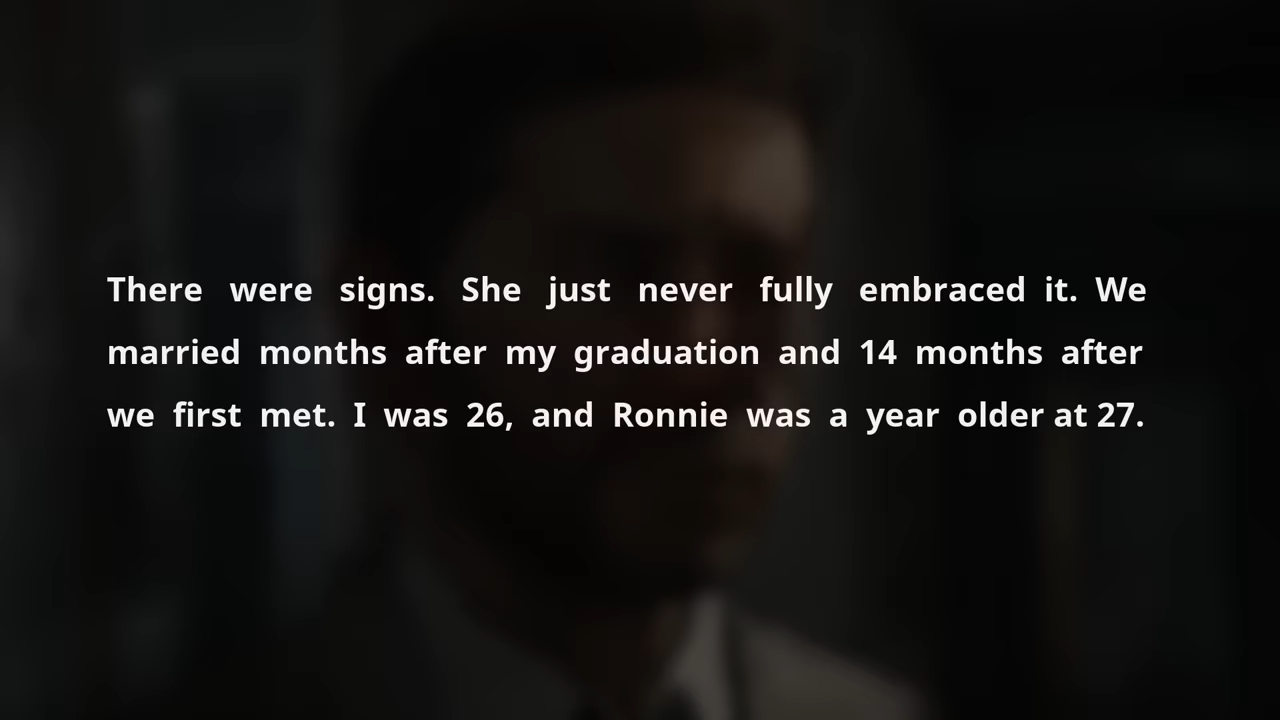 There were signs. She just never fully embraced it. We
married months after my graduation and 14 months after
we first met. I was 26, and Ronnie was a year older at 27.